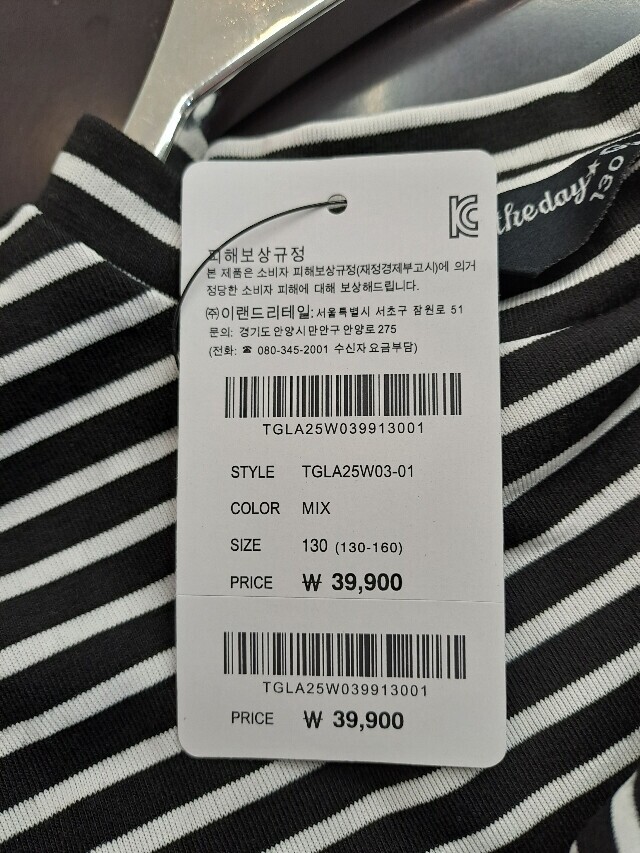 KC
the day
130
피해보상규정
본 제품은 소비자 피해보상규정(재정경제부고시)에 의거
정당한 소비자 피해에 대해 보상해드립니다.
(주)이랜드리테일: 서울특별시 서초구 잠원로 51
문의: 경기도 안양시 만안구 안양로 275
(전화: ☎ 080-345-2001 수신자 요금부담)
TGLA25W039913001
STYLE TGLA25W03-01
COLOR MIX
SIZE 130 (130-160)
PRICE ₩ 39,900
TGLA25W039913001
PRICE ₩ 39,900